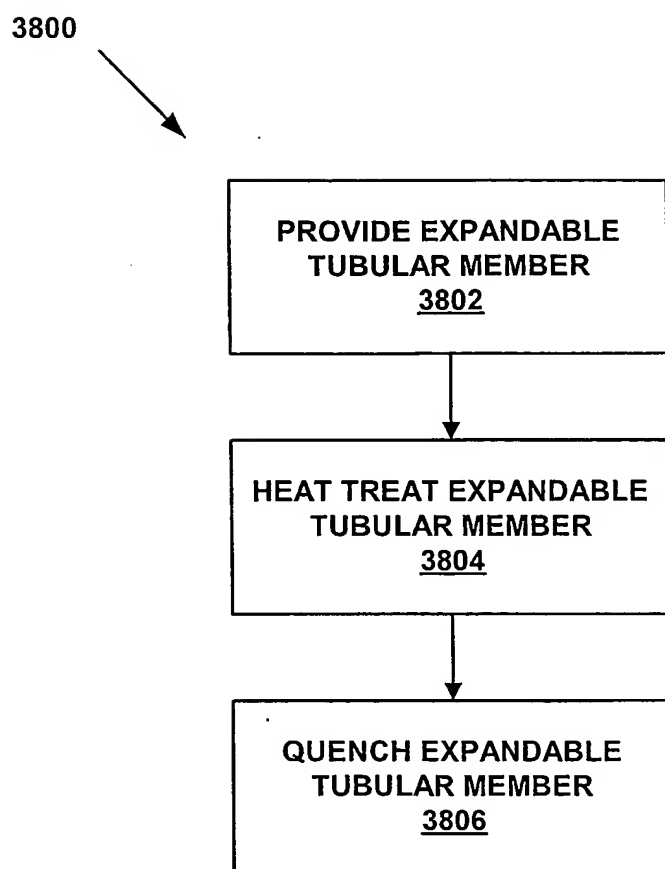 3800
PROVIDE EXPANDABLE
TUBULAR MEMBER
3802
HEAT TREAT EXPANDABLE
TUBULAR MEMBER
3804
QUENCH EXPANDABLE
TUBULAR MEMBER
3806